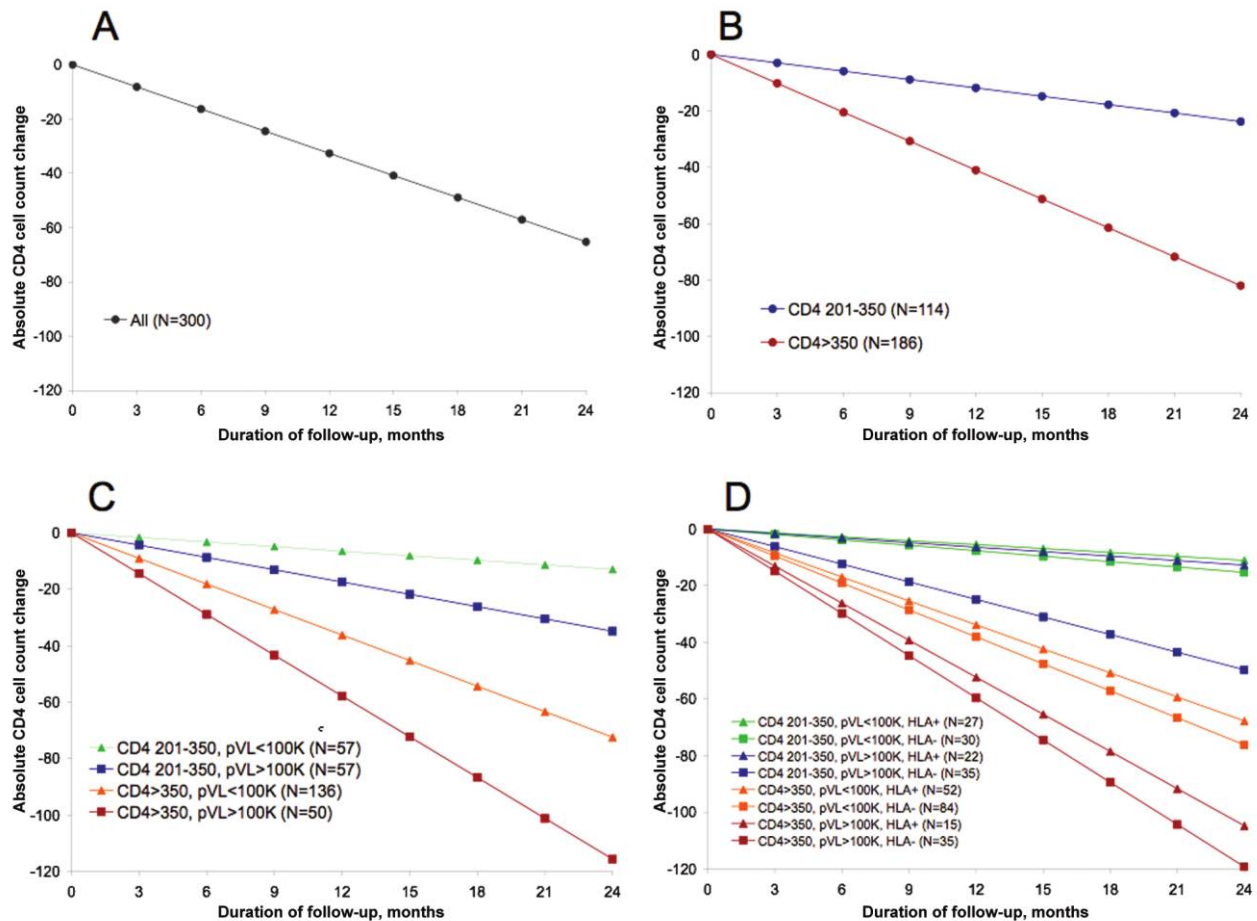 A
Absolute CD4 cell count change
0
-20
-40
-60
-80
-100
-120
All (N=300)
0 3 6 9 12 15 18 21 24
Duration of follow-up, months
B
Absolute CD4 cell count change
0
-20
-40
-60
-80
-100
-120
CD4 201-350 (N=114)
CD4>350 (N=186)
0 3 6 9 12 15 18 21 24
Duration of follow-up, months
C
Absolute CD4 cell count change
0
-20
-40
-60
-80
-100
-120
c
CD4 201-350, pVL<100K (N=57)
CD4 201-350, pVL>100K (N=57)
CD4>350, pVL<100K (N=136)
CD4>350, pVL>100K (N=50)
0 3 6 9 12 15 18 21 24
Duration of follow-up, months
D
Absolute CD4 cell count change
0
-20
-40
-60
-80
-100
-120
CD4 201-350, pVL<100K, HLA+ (N=27)
CD4 201-350, pVL<100K, HLA- (N=30)
CD4 201-350, pVL>100K, HLA+ (N=22)
CD4 201-350, pVL>100K, HLA- (N=35)
CD4>350, pVL<100K, HLA+ (N=52)
CD4>350, pVL<100K, HLA- (N=84)
CD4>350, pVL>100K, HLA+ (N=15)
CD4>350, pVL>100K, HLA- (N=35)
0 3 6 9 12 15 18 21 24
Duration of follow-up, months